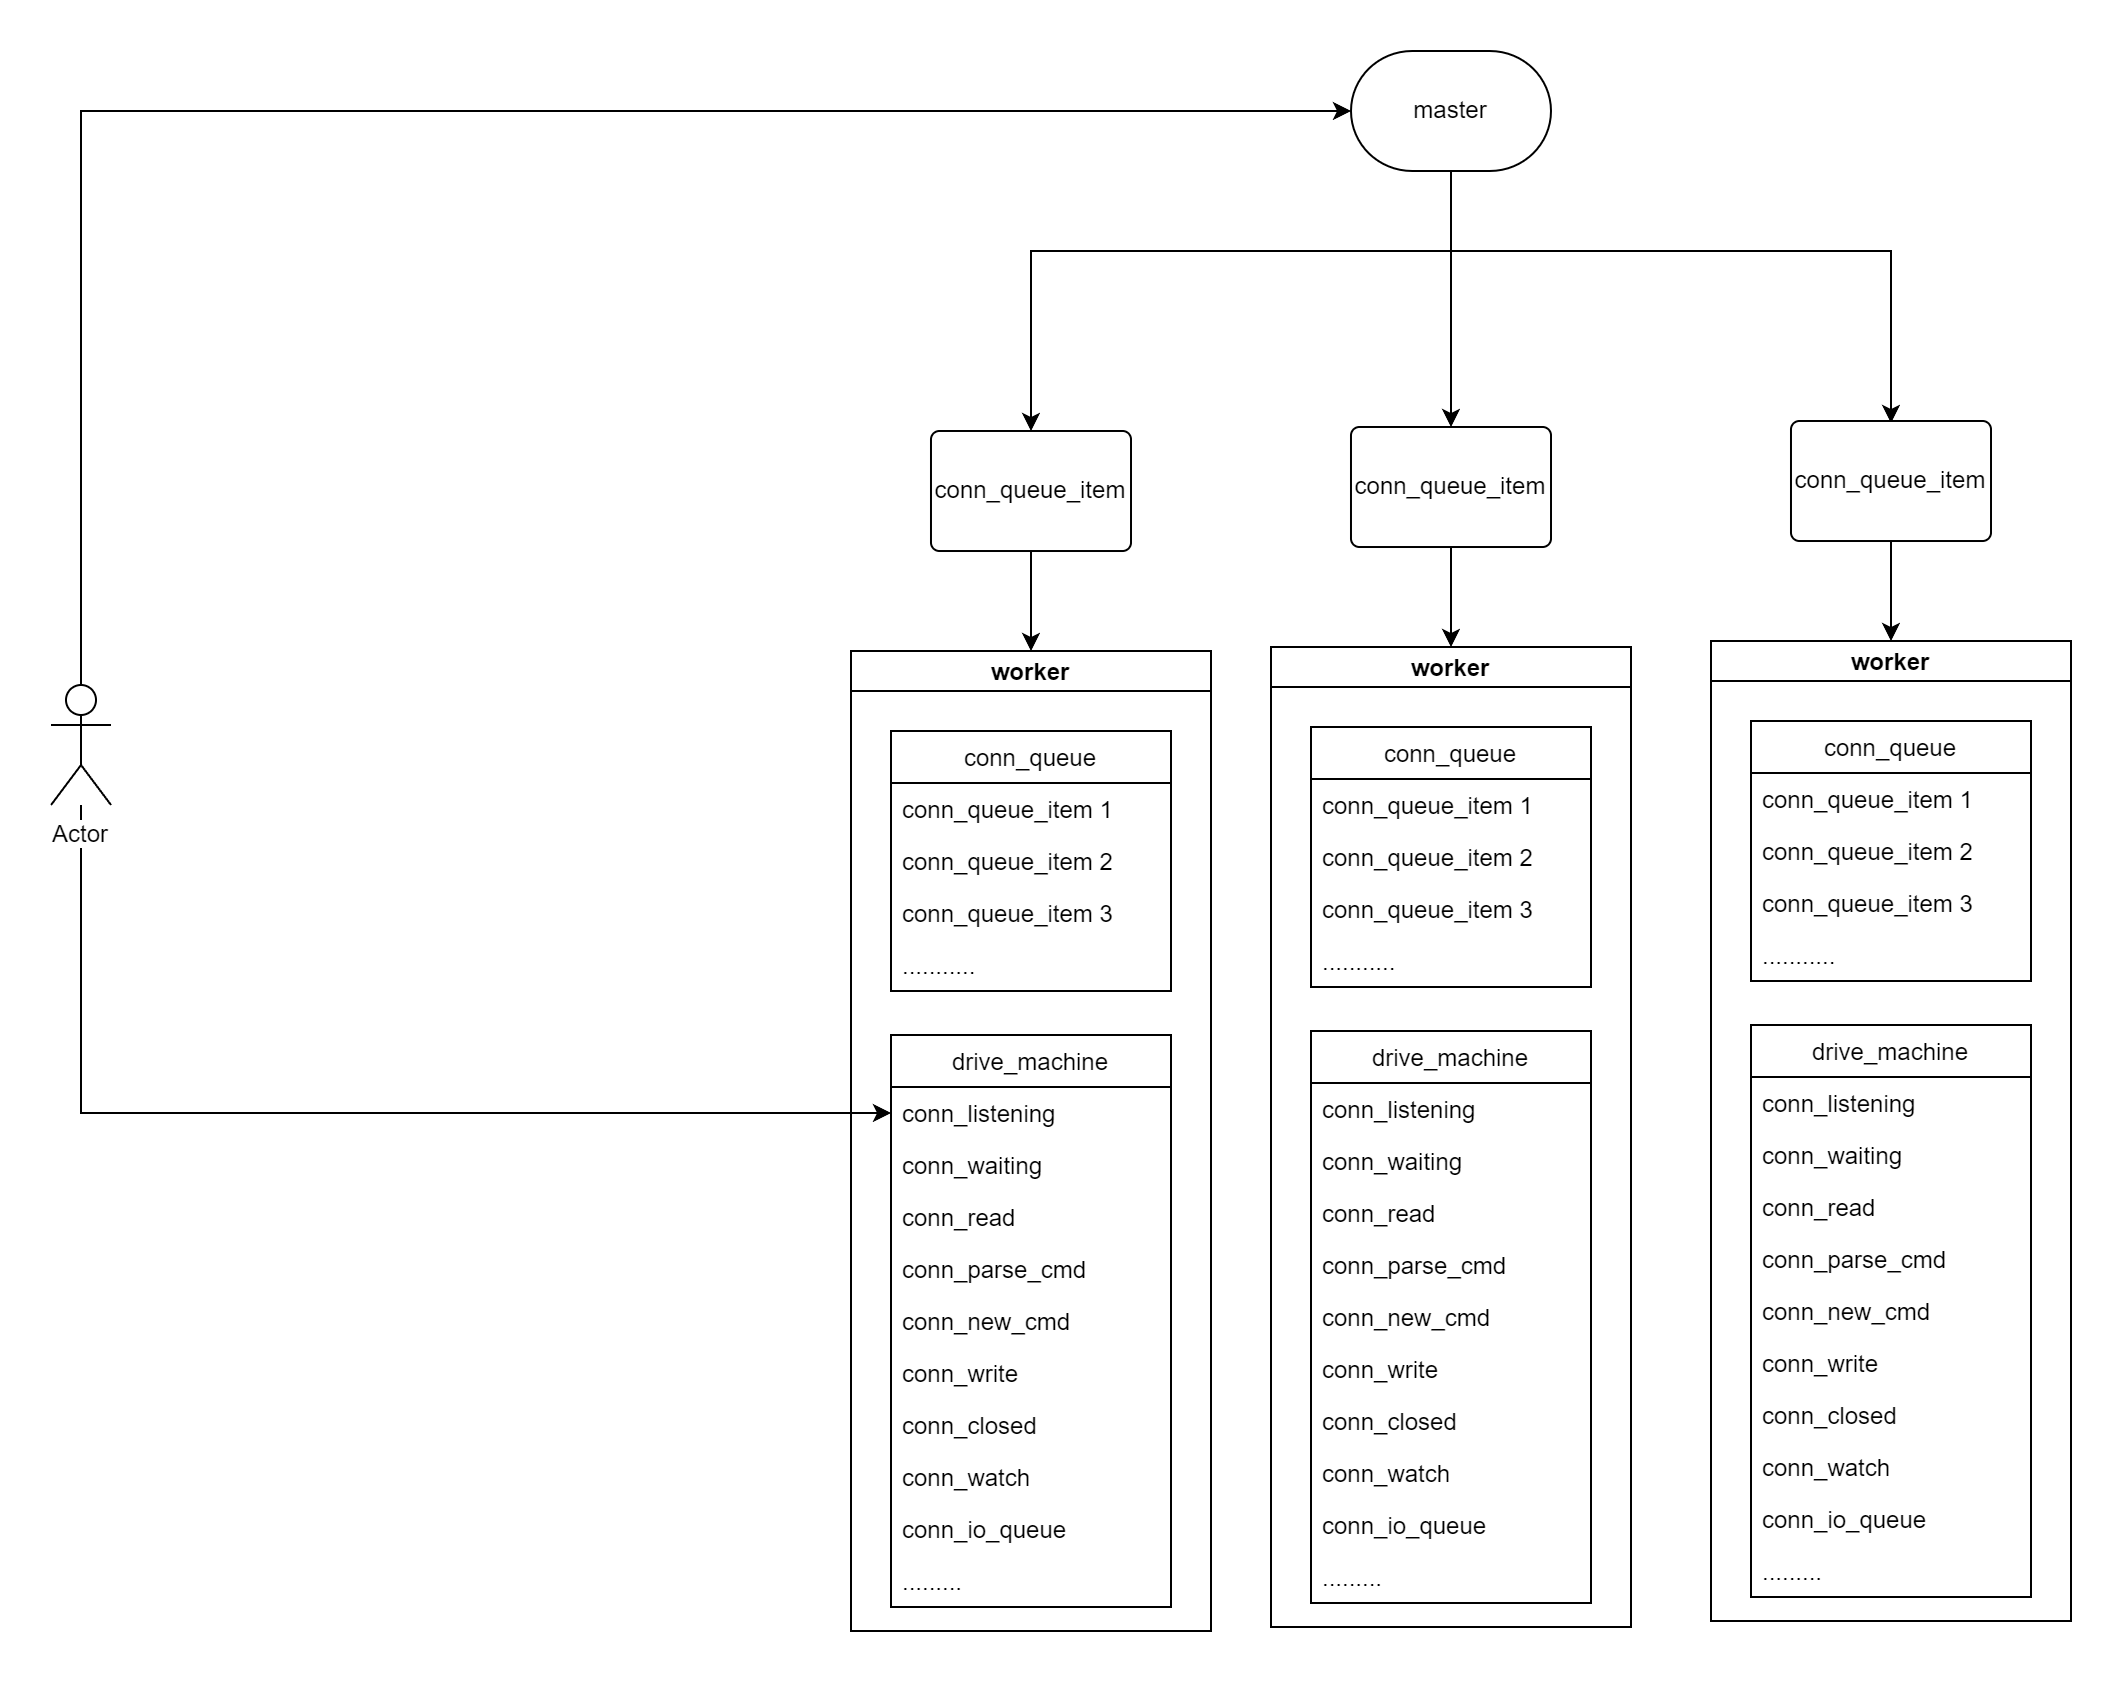 master
conn_queue_item
conn_queue_item
conn_queue_item
Actor
worker
conn_queue
conn_queue_item 1
conn_queue_item 2
conn_queue_item 3
...........
drive_machine
conn_listening
conn_waiting
conn_read
conn_parse_cmd
conn_new_cmd
conn_write
conn_closed
conn_watch
conn_io_queue
.........
worker
conn_queue
conn_queue_item 1
conn_queue_item 2
conn_queue_item 3
...........
drive_machine
conn_listening
conn_waiting
conn_read
conn_parse_cmd
conn_new_cmd
conn_write
conn_closed
conn_watch
conn_io_queue
.........
worker
conn_queue
conn_queue_item 1
conn_queue_item 2
conn_queue_item 3
...........
drive_machine
conn_listening
conn_waiting
conn_read
conn_parse_cmd
conn_new_cmd
conn_write
conn_closed
conn_watch
conn_io_queue
.........